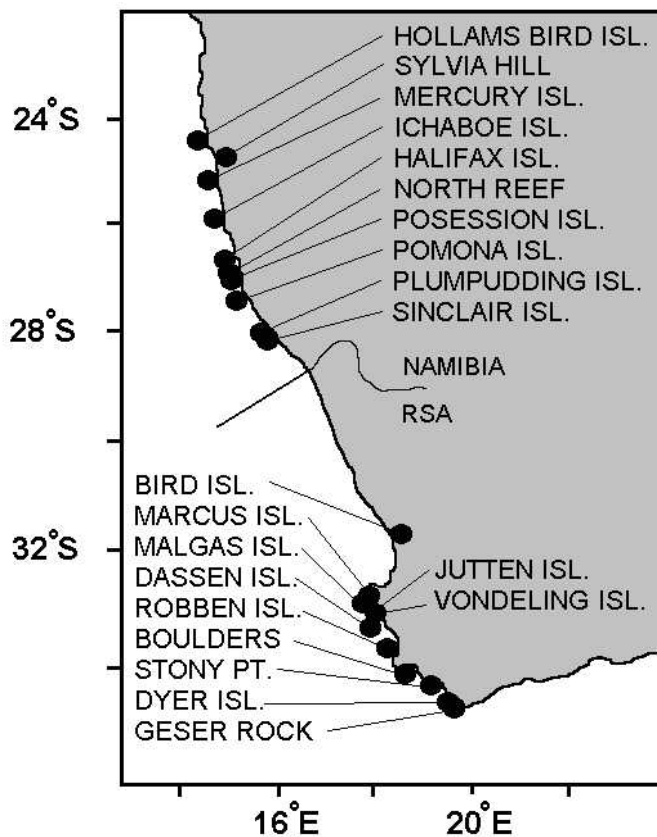 HOLLAMS BIRD ISL.
SYLVIA HILL
MERCURY ISL.
ICHABOE ISL.
HALIFAX ISL.
NORTH REEF
POSESSION ISL.
POMONA ISL.
PLUMPUDDING ISL.
SINCLAIR ISL.
24°S
28°S
NAMIBIA
RSA
BIRD ISL.
MARCUS ISL.
MALGAS ISL.
DASSEN ISL.
ROBBEN ISL.
BOULDERS
STONY PT.
DYER ISL.
GESER ROCK
32°S
JUTTEN ISL.
VONDELING ISL.
16°E
20°E